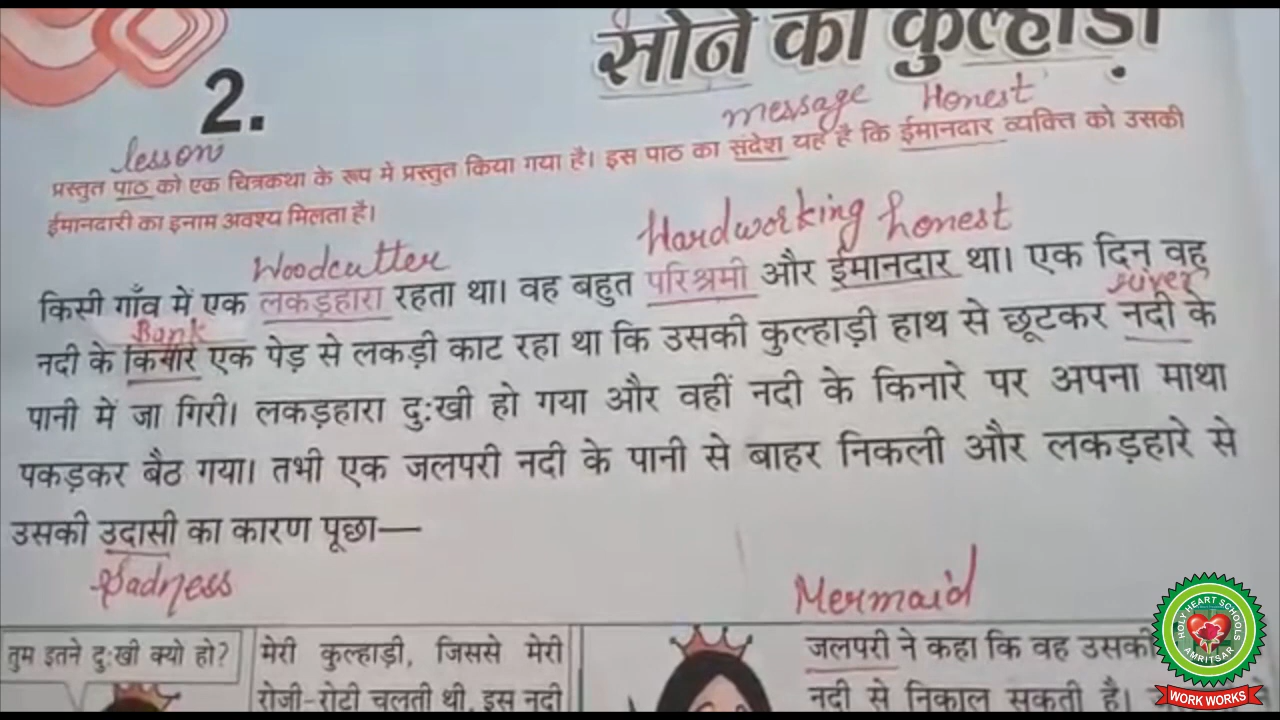 सोने की कुल्हाड़ी
2.
message Honest
lesson
प्रस्तुत पाठ को एक चित्रकथा के रूप में प्रस्तुत किया गया है। इस पाठ का संदेश यह है कि ईमानदार व्यक्ति को उसकी
ईमानदारी का इनाम अवश्य मिलता है।
Hardworking honest
Woodcutter
किसी गाँव में एक लकड़हारा रहता था। वह बहुत परिश्रमी और ईमानदार था। एक दिन वह
Bank river
नदी के किनारे एक पेड़ से लकड़ी काट रहा था कि उसकी कुल्हाड़ी हाथ से छूटकर नदी के
पानी में जा गिरी। लकड़हारा दु:खी हो गया और वहीं नदी के किनारे पर अपना माथा
पकड़कर बैठ गया। तभी एक जलपरी नदी के पानी से बाहर निकली और लकड़हारे से
उसकी उदासी का कारण पूछा—
Sadness
Mermaid
तुम इतने दु:खी क्यो हो?
मेरी कुल्हाड़ी, जिससे मेरी
रोजी-रोटी चलती थी इस नदी
जलपरी ने कहा कि वह उसकी
नदी से निकाल सकती है।
HOLY HEART SCHOOLS
AMRITSAR
WORK WORKS